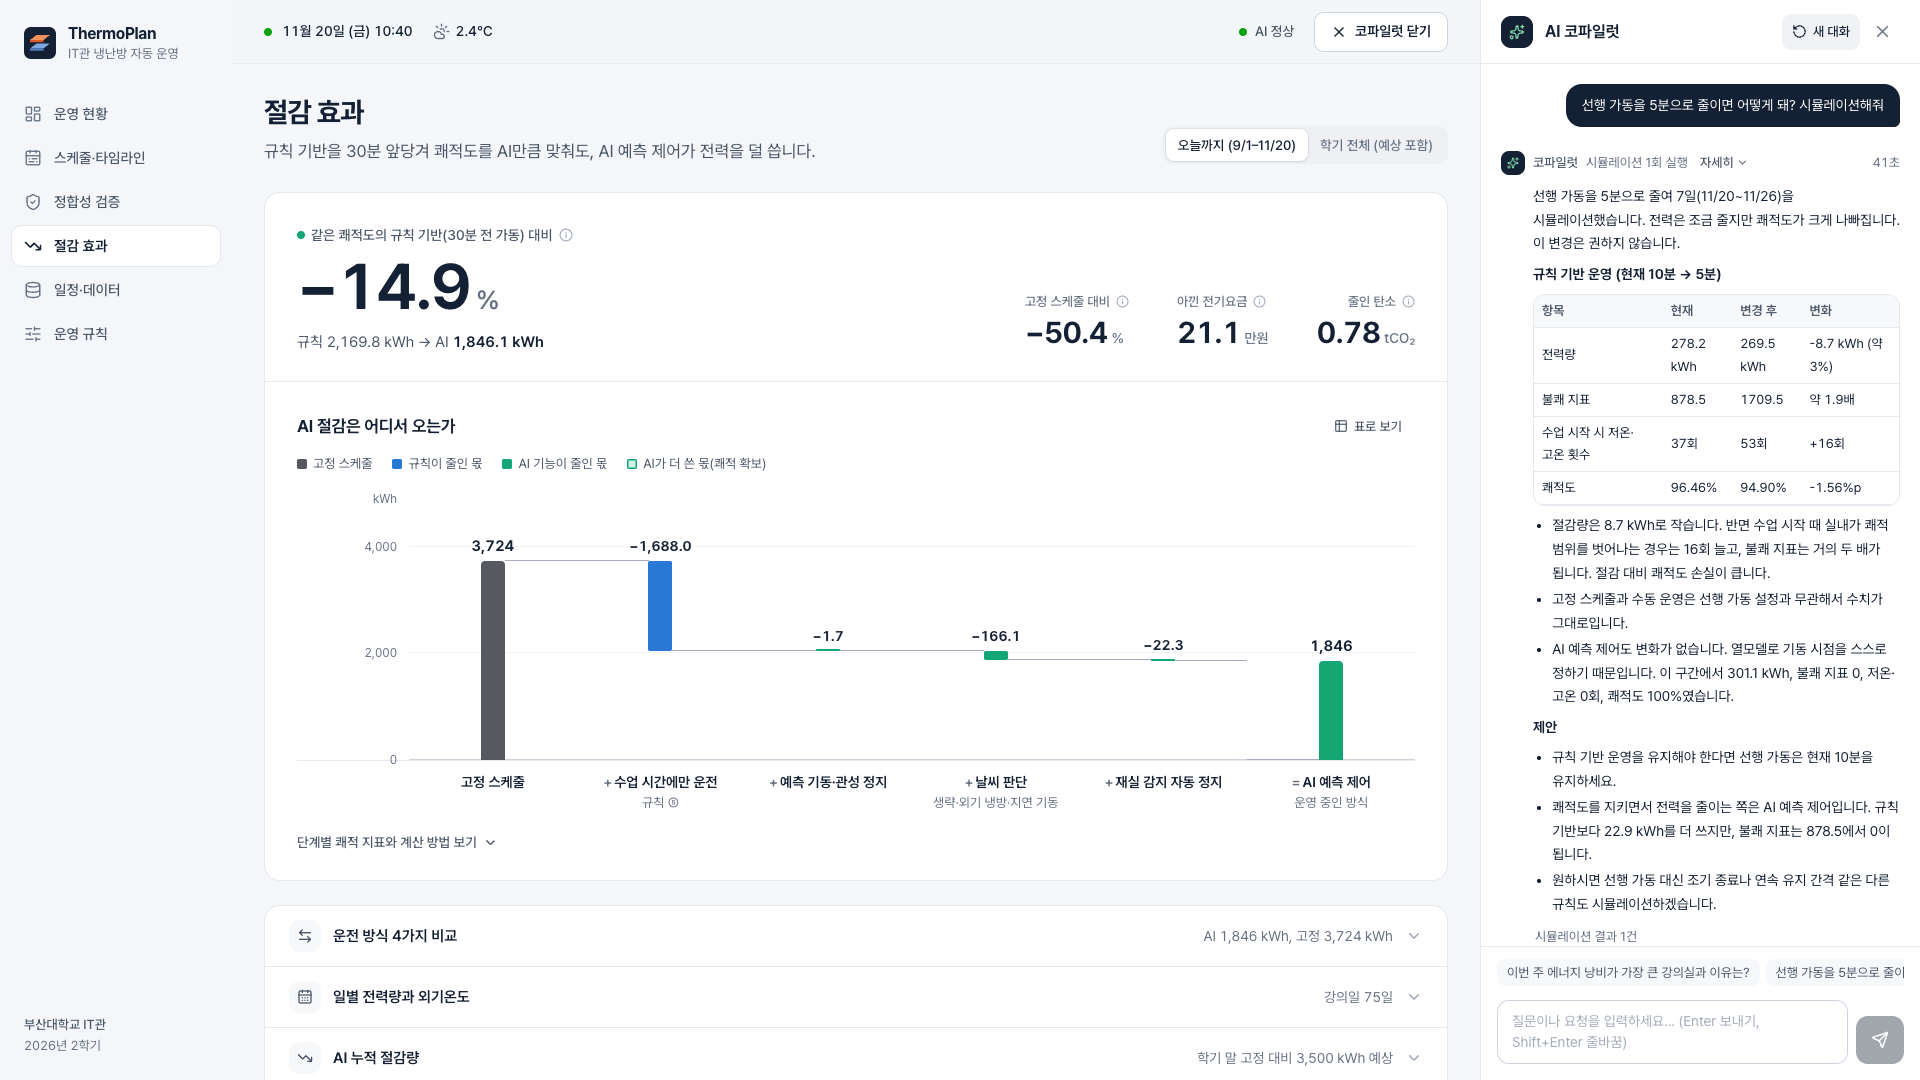 ThermoPlan
IT관 냉난방 자동 운영
운영 현황
스케줄·타임라인
정합성 검증
절감 효과
일정·데이터
운영 규칙
부산대학교 IT관
2026년 2학기
11월 20일 (금) 10:40
2.4°C
AI 정상
코파일럿 닫기
절감 효과
규칙 기반을 30분 앞당겨 쾌적도를 AI만큼 맞춰도, AI 예측 제어가 전력을 덜 씁니다.
오늘까지 (9/1–11/20)
학기 전체 (예상 포함)
같은 쾌적도의 규칙 기반(30분 전 가동) 대비
−14.9 %
규칙 2,169.8 kWh → AI 1,846.1 kWh
고정 스케줄 대비
−50.4 %
아낀 전기요금
21.1 만원
줄인 탄소
0.78 tCO₂
AI 절감은 어디서 오는가
표로 보기
고정 스케줄
규칙이 줄인 몫
AI 기능이 줄인 몫
AI가 더 쓴 몫(쾌적 확보)
kWh
4,000
2,000
0
3,724
−1,688.0
−1.7
−166.1
−22.3
1,846
고정 스케줄
+ 수업 시간에만 운전
규칙 ⑧
+ 예측 기동·관성 정지
+ 날씨 판단
생략·외기 냉방·지연 기동
+ 재실 감지 자동 정지
= AI 예측 제어
운영 중인 방식
단계별 쾌적 지표와 계산 방법 보기
운전 방식 4가지 비교
AI 1,846 kWh, 고정 3,724 kWh
일별 전력량과 외기온도
강의일 75일
AI 누적 절감량
학기 말 고정 대비 3,500 kWh 예상
AI 코파일럿
새 대화
선행 가동을 5분으로 줄이면 어떻게 돼? 시뮬레이션해줘
코파일럿 시뮬레이션 1회 실행 자세히
41초
선행 가동을 5분으로 줄여 7일(11/20~11/26)을
시뮬레이션했습니다. 전력은 조금 줄지만 쾌적도가 크게 나빠집니다.
이 변경은 권하지 않습니다.
규칙 기반 운영 (현재 10분 → 5분)
항목 현재 변경 후 변화
전력량 278.2 kWh 269.5 kWh -8.7 kWh (약 3%)
불쾌 지표 878.5 1709.5 약 1.9배
수업 시작 시 저온·고온 횟수 37회 53회 +16회
쾌적도 96.46% 94.90% -1.56%p
• 절감량은 8.7 kWh로 작습니다. 반면 수업 시작 때 실내가 쾌적
범위를 벗어나는 경우는 16회 늘고, 불쾌 지표는 거의 두 배가
됩니다. 절감 대비 쾌적도 손실이 큽니다.
• 고정 스케줄과 수동 운영은 선행 가동 설정과 무관해서 수치가
그대로입니다.
• AI 예측 제어도 변화가 없습니다. 열모델로 기동 시점을 스스로
정하기 때문입니다. 이 구간에서 301.1 kWh, 불쾌 지표 0, 저온·
고온 0회, 쾌적도 100%였습니다.
제안
• 규칙 기반 운영을 유지해야 한다면 선행 가동은 현재 10분을
유지하세요.
• 쾌적도를 지키면서 전력을 줄이는 쪽은 AI 예측 제어입니다. 규칙
기반보다 22.9 kWh를 더 쓰지만, 불쾌 지표는 878.5에서 0이
됩니다.
• 원하시면 선행 가동 대신 조기 종료나 연속 유지 간격 같은 다른
규칙도 시뮬레이션하겠습니다.
시뮬레이션 결과 1건
이번 주 에너지 낭비가 가장 큰 강의실과 이유는?
선행 가동을 5분으로 줄이
질문이나 요청을 입력하세요... (Enter 보내기,
Shift+Enter 줄바꿈)